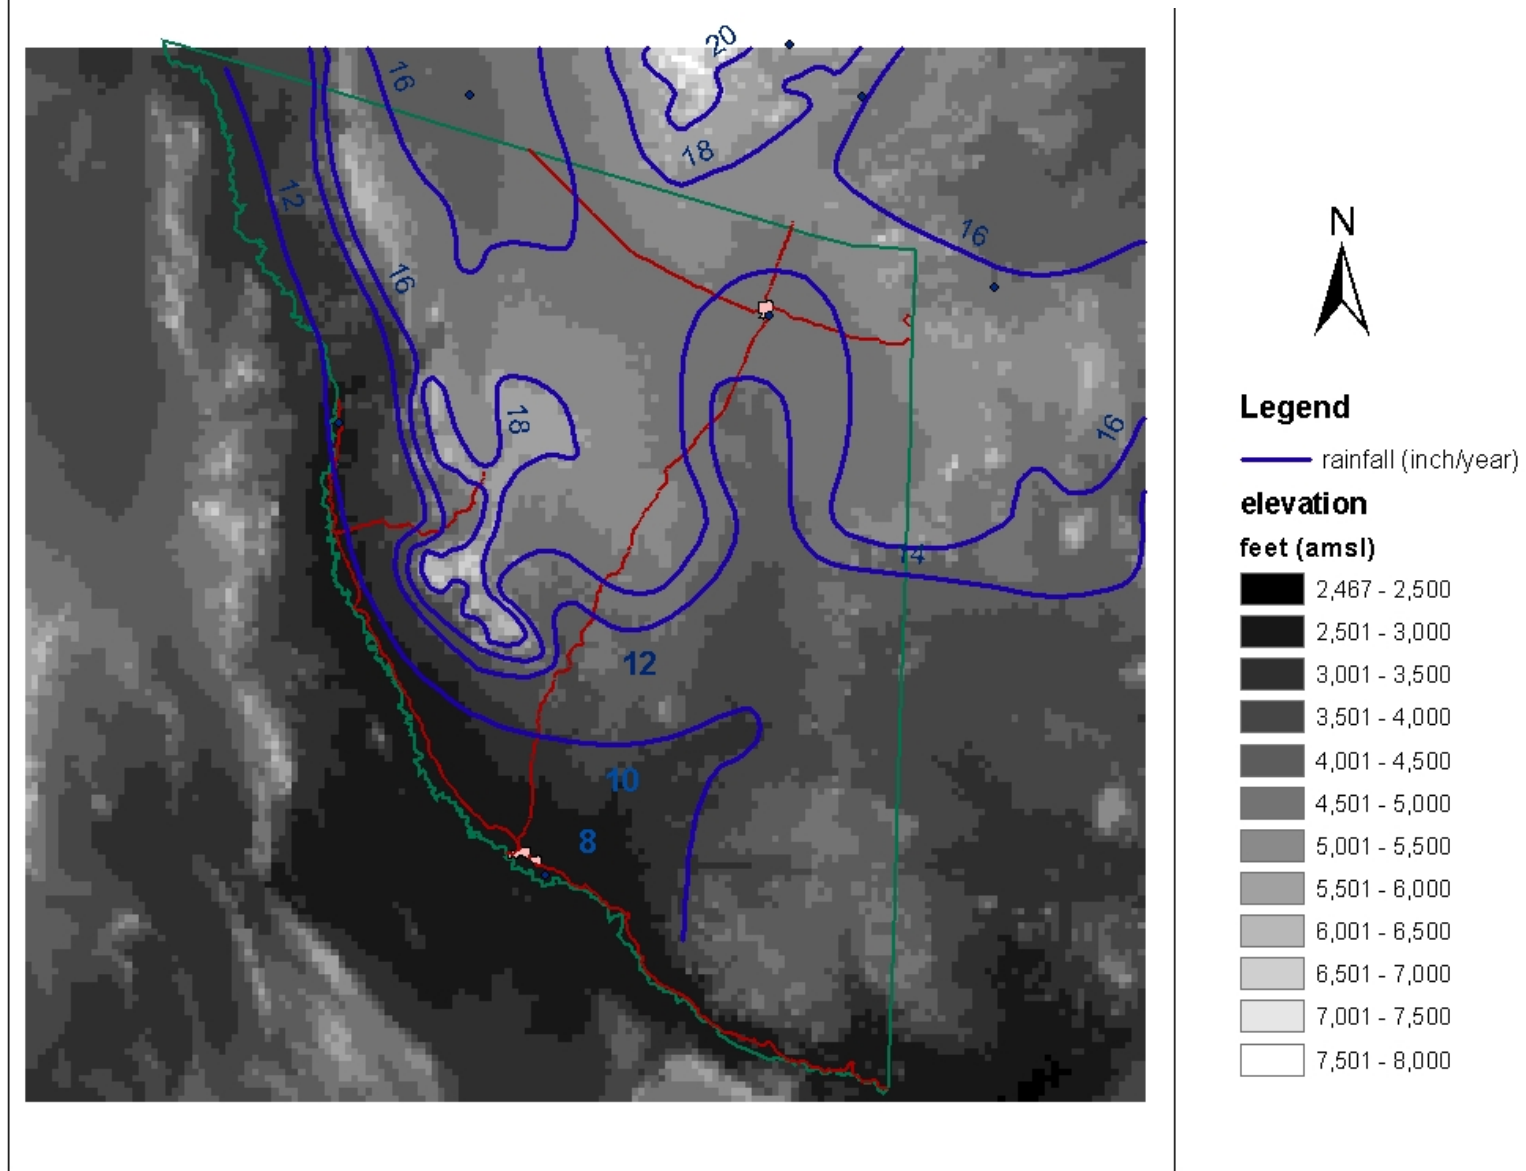 20
16
18
12
16
16
18
16
14
12
10
8
N
Legend
rainfall (inch/year)
elevation
feet (amsl)
2,467 - 2,500
2,501 - 3,000
3,001 - 3,500
3,501 - 4,000
4,001 - 4,500
4,501 - 5,000
5,001 - 5,500
5,501 - 6,000
6,001 - 6,500
6,501 - 7,000
7,001 - 7,500
7,501 - 8,000